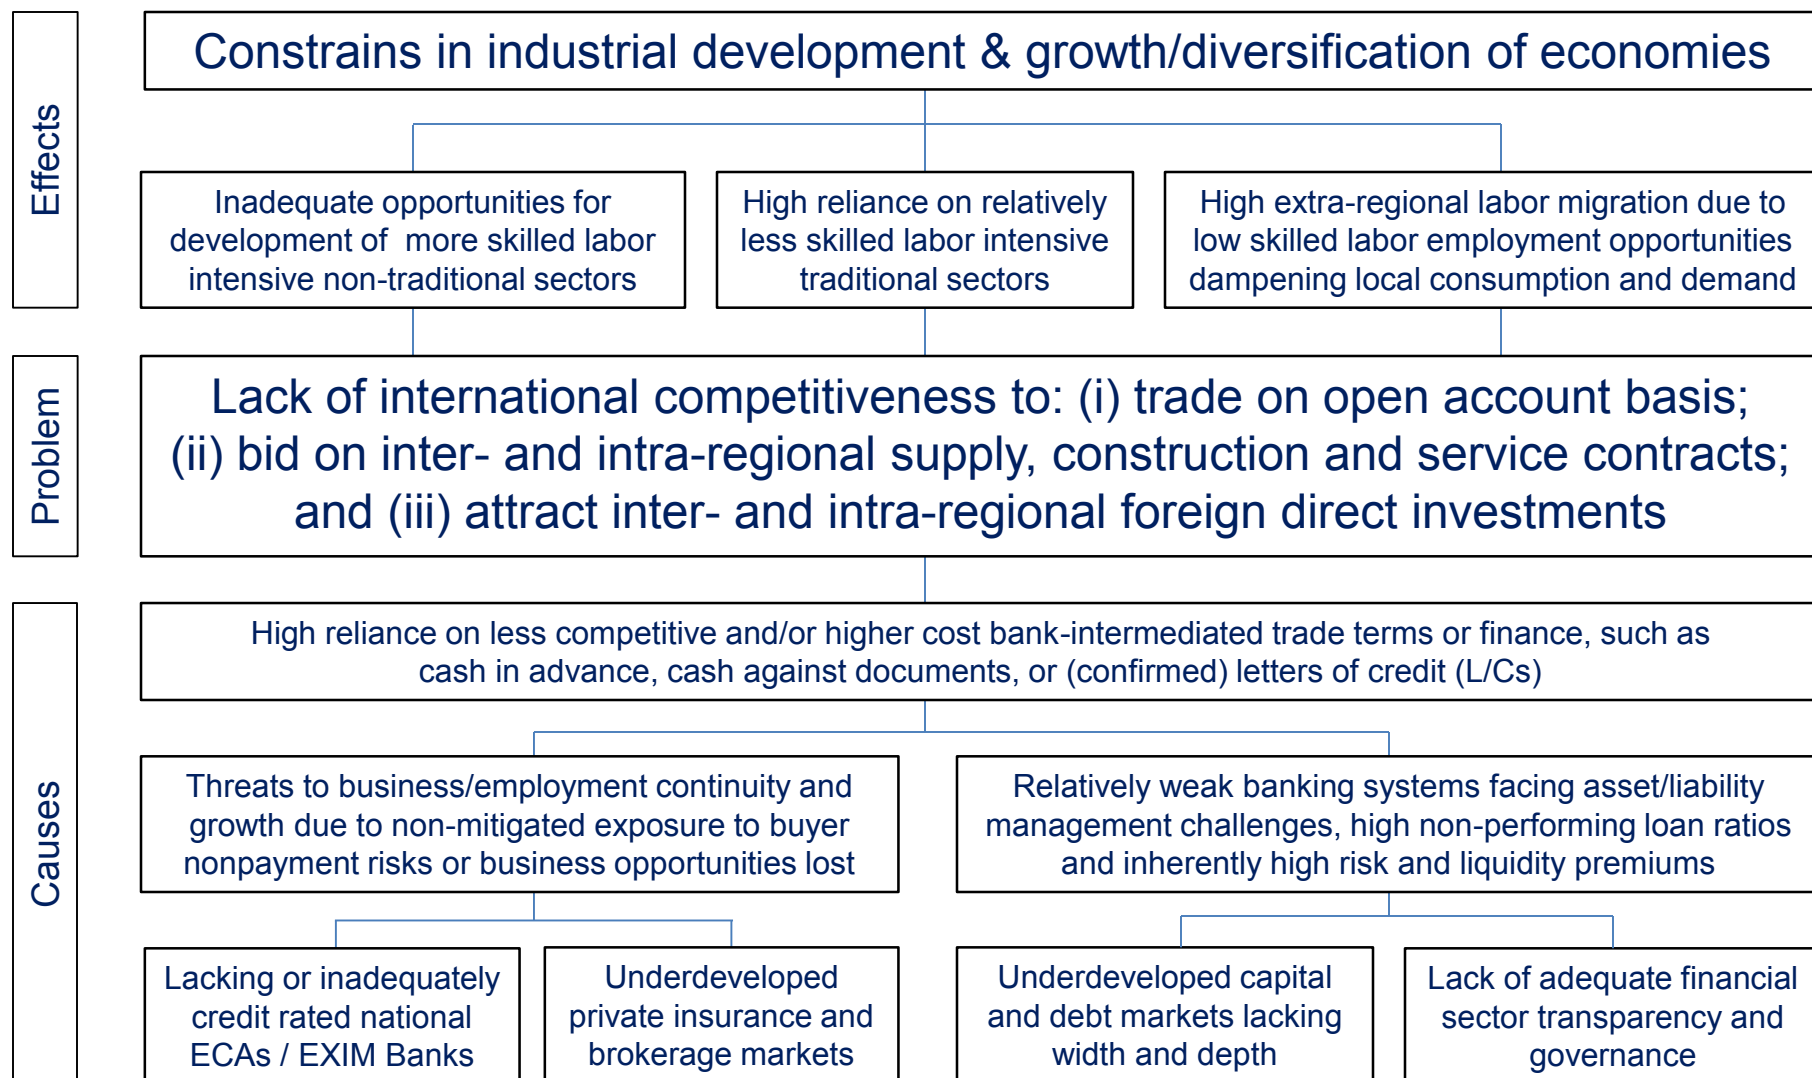 Effects
Constrains in industrial development & growth/diversification of economies
Inadequate opportunities for
development of  more skilled labor
intensive non-traditional sectors
High reliance on relatively
less skilled labor intensive
traditional sectors
High extra-regional labor migration due to
low skilled labor employment opportunities
dampening local consumption and demand
Problem
Lack of international competitiveness to: (i) trade on open account basis;
(ii) bid on inter- and intra-regional supply, construction and service contracts;
and (iii) attract inter- and intra-regional foreign direct investments
Causes
High reliance on less competitive and/or higher cost bank-intermediated trade terms or finance, such as
cash in advance, cash against documents, or (confirmed) letters of credit (L/Cs)
Threats to business/employment continuity and
growth due to non-mitigated exposure to buyer
nonpayment risks or business opportunities lost
Relatively weak banking systems facing asset/liability
management challenges, high non-performing loan ratios
and inherently high risk and liquidity premiums
Lacking or inadequately
credit rated national
ECAs / EXIM Banks
Underdeveloped
private insurance and
brokerage markets
Underdeveloped capital
and debt markets lacking
width and depth
Lack of adequate financial
sector transparency and
governance